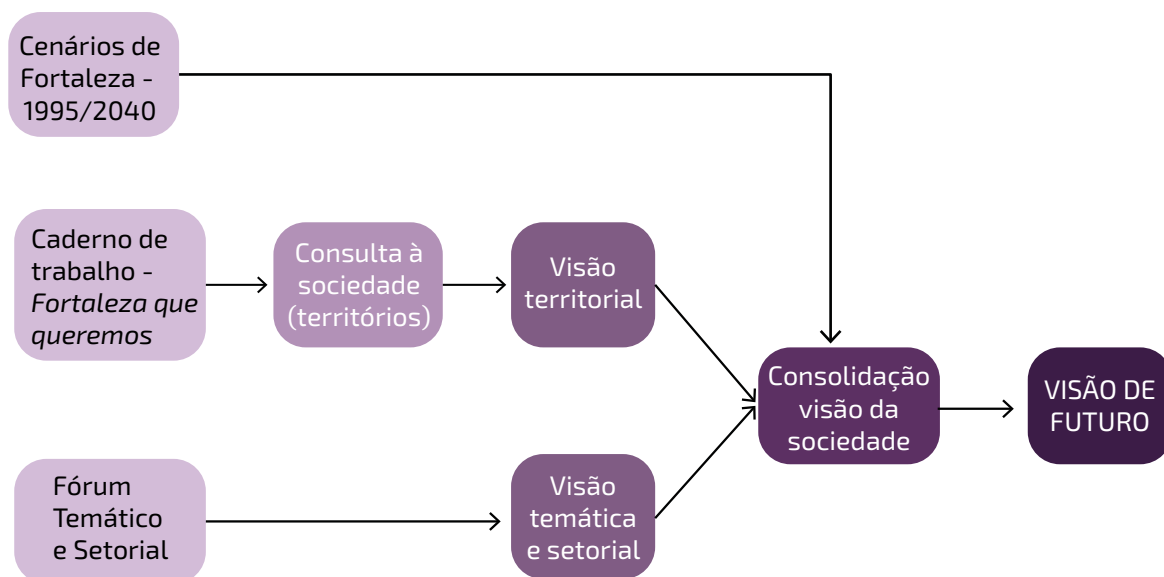 Cenários de
Fortaleza -
1995/2040
Caderno de
trabalho -
Fortaleza que
queremos
Consulta à
sociedade
(territórios)
Visão
territorial
Consolidação
visão da
sociedade
VISÃO DE
FUTURO
Fórum
Temático
e Setorial
Visão
temática
e setorial